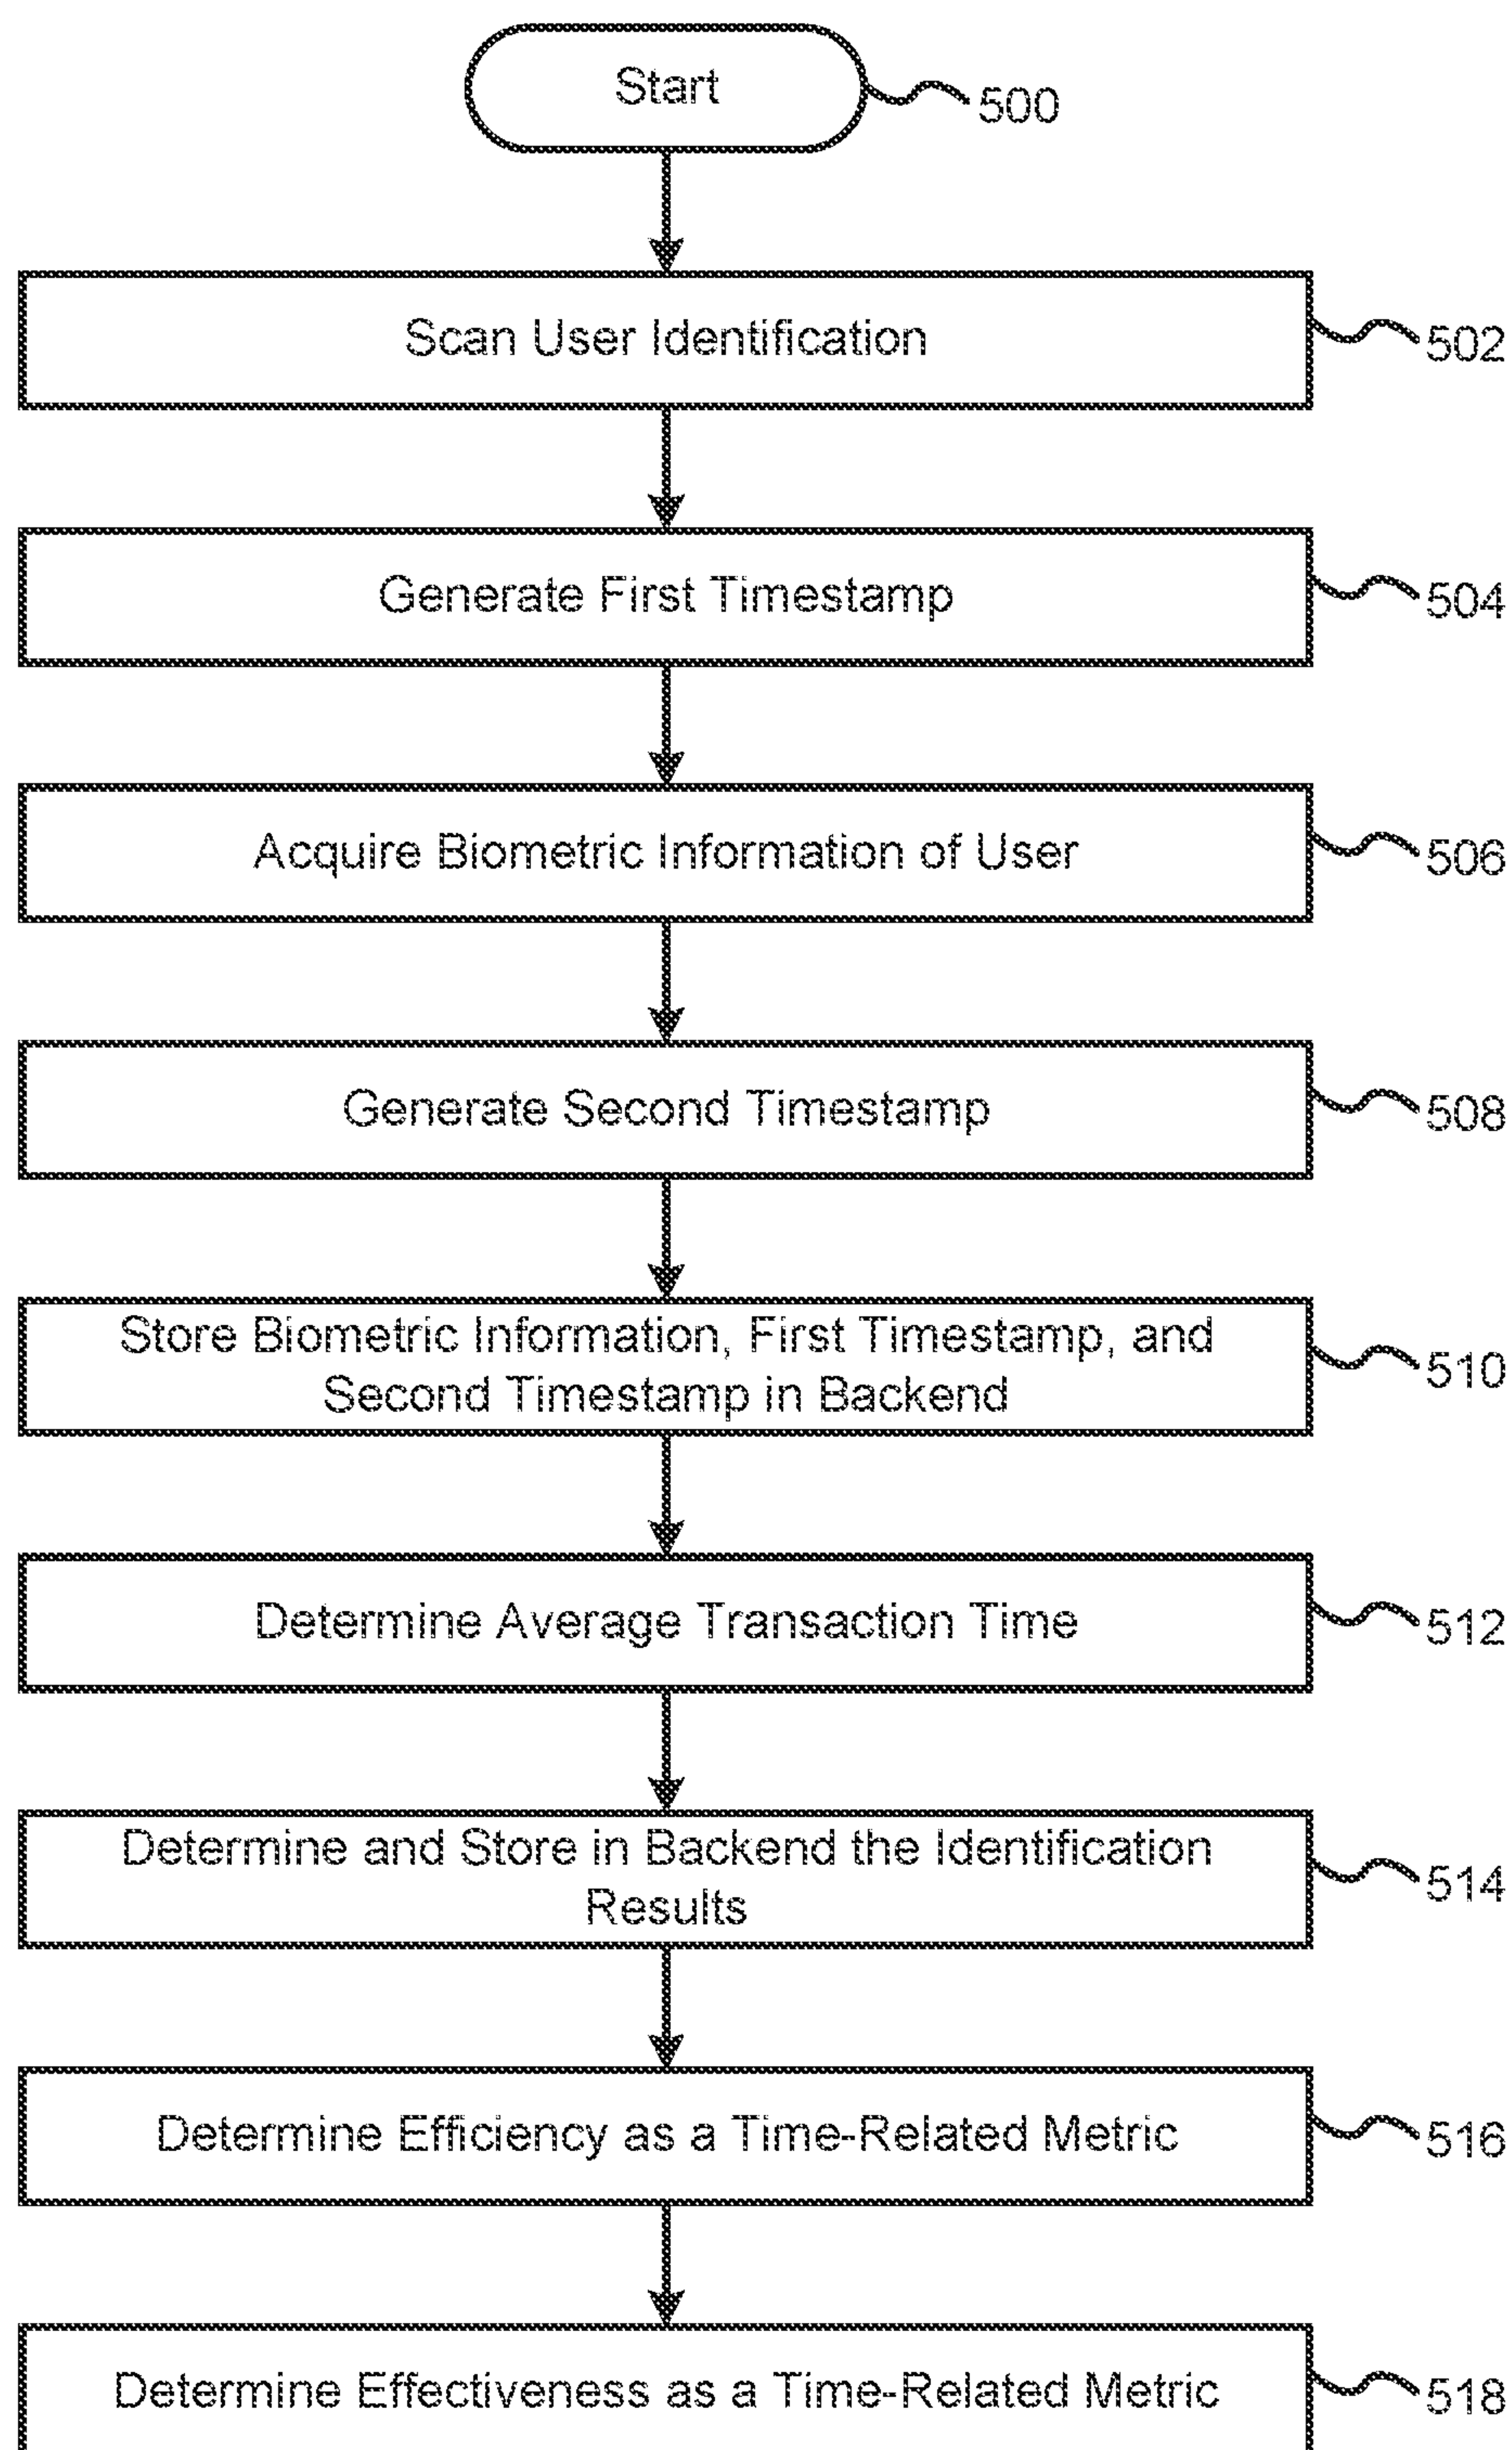 Start
500
Scan User Identification
502
Generate First Timestamp
504
Acquire Biometric Information of User
506
Generate Second Timestamp
508
Store Biometric Information, First Timestamp, and
Second Timestamp in Backend
510
Determine Average Transaction Time
512
Determine and Store in Backend the Identification
Results
514
Determine Efficiency as a Time-Related Metric
516
Determine Effectiveness as a Time-Related Metric
518